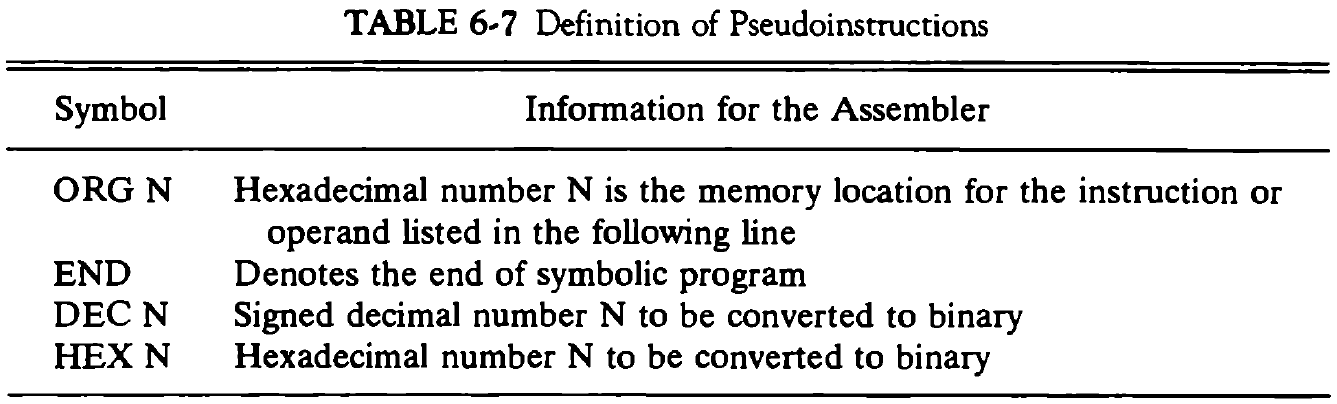 TABLE 6-7 Definition of Pseudoinstructions
Symbol Information for the Assembler
ORG N Hexadecimal number N is the memory location for the instruction or
operand listed in the following line
END Denotes the end of symbolic program
DEC N Signed decimal number N to be converted to binary
HEX N Hexadecimal number N to be converted to binary